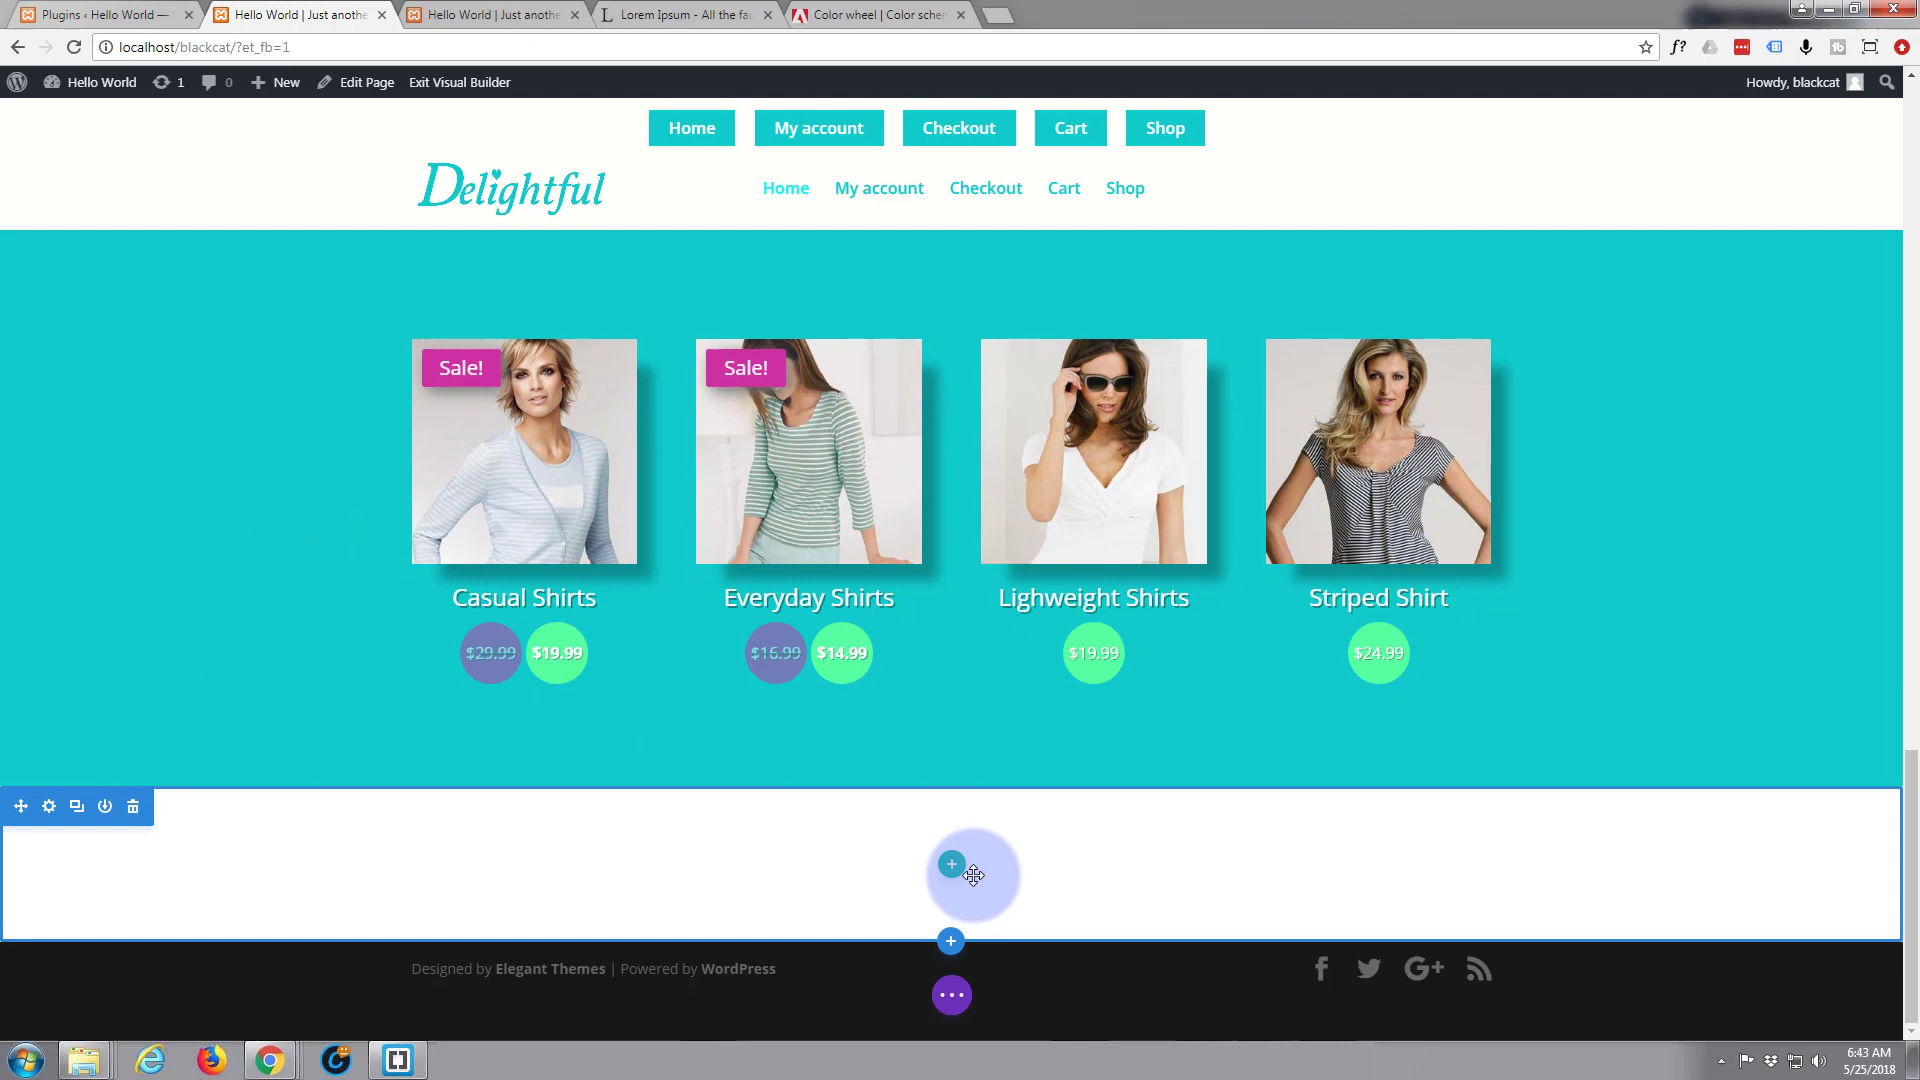 Plugins ‹ Hello World —
Hello World | Just anothe
Hello World | Just anothe
Lorem Ipsum - All the fac
Color wheel | Color schem
localhost/blackcat/?et_fb=1
Hello World
1
0
New
Edit Page
Exit Visual Builder
Howdy, blackcat
Home
My account
Checkout
Cart
Shop
Delightful
Home
My account
Checkout
Cart
Shop
Sale!
Sale!
Casual Shirts
Everyday Shirts
Lighweight Shirts
Striped Shirt
$29.99 $19.99
$16.99 $14.99
$19.99
$24.99
Designed by Elegant Themes | Powered by WordPress
6:43 AM
5/25/2018